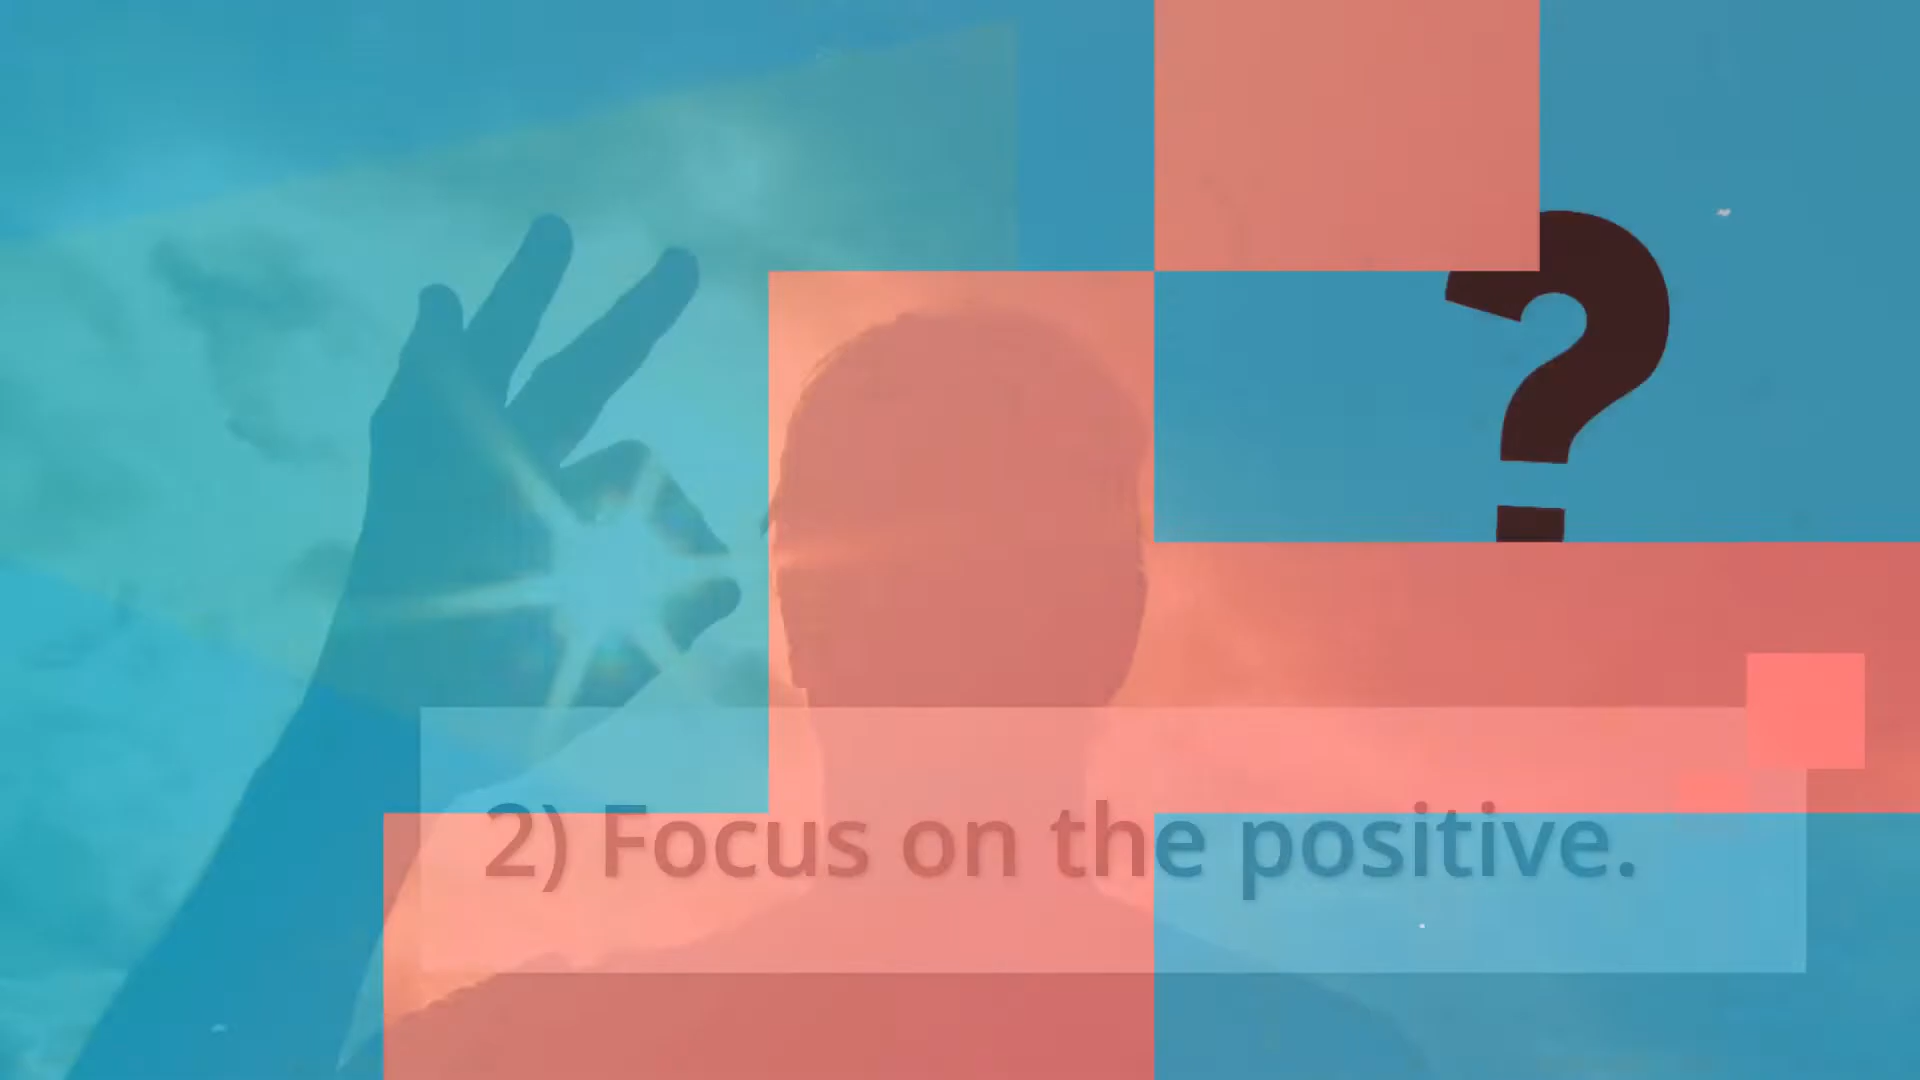 ?
2) Focus on the positive.